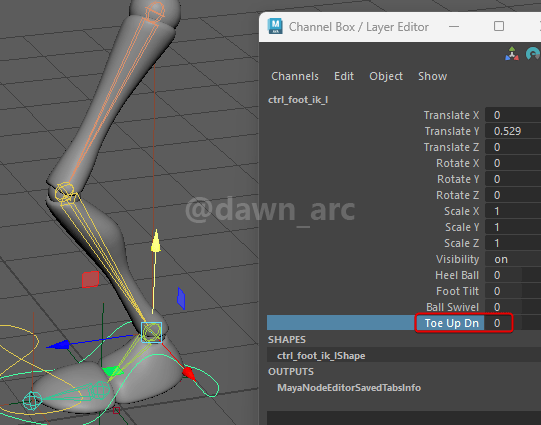 Channel Box / Layer Editor
Channels Edit Object Show
ctrl_foot_ik_l
Translate X 0
Translate Y 0.529
Translate Z 0
Rotate X 0
Rotate Y 0
Rotate Z 0
Scale X 1
Scale Y 1
Scale Z 1
Visibility on
Heel Ball 0
Foot Tilt 0
Ball Swivel 0
Toe Up Dn 0
SHAPES
ctrl_foot_ik_lShape
OUTPUTS
MayaNodeEditorSavedTabsInfo
@dawn_arc